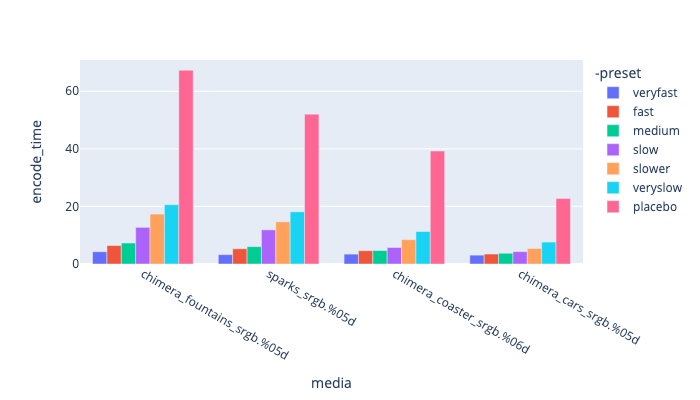 encode_time
60
40
20
0
chimera_fountains_srgb.%05d
sparks_srgb.%05d
chimera_coaster_srgb.%06d
chimera_cars_srgb.%05d
media
-preset
veryfast
fast
medium
slow
slower
veryslow
placebo